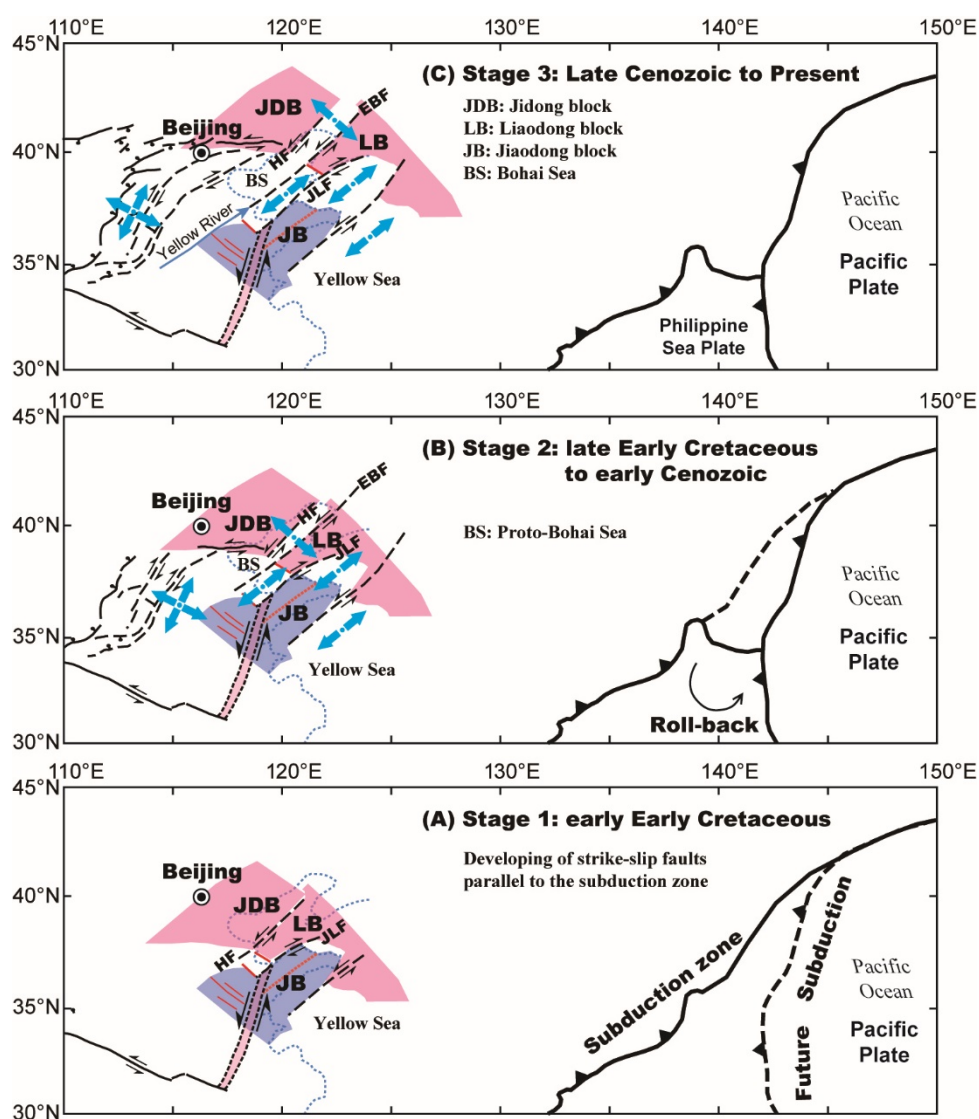 110°E 120°E 130°E 140°E 150°E
45°N
(C) Stage 3: Late Cenozoic to Present
JDB: Jidong block
LB: Liaodong block
JB: Jiaodong block
BS: Bohai Sea
JDB
EBF
Beijing
LB
40°N
HF
BS
JLF
Yellow River
JB
Yellow Sea
35°N
30°N
Pacific
Ocean
Pacific
Plate
Philippine
Sea Plate
110°E 120°E 130°E 140°E 150°E
45°N
(B) Stage 2: late Early Cretaceous
to early Cenozoic
BS: Proto-Bohai Sea
EBF
Beijing
JDB
HF
LB
40°N
BS
JLF
JB
Yellow Sea
35°N
30°N
Pacific
Ocean
Pacific
Plate
Roll-back
110°E 120°E 130°E 140°E 150°E
45°N
(A) Stage 1: early Early Cretaceous
Developing of strike-slip faults
parallel to the subduction zone
Beijing
JDB
40°N
LB
JLF
HF
JB
Yellow Sea
35°N
30°N
Subduction zone
Future Subduction
Pacific
Ocean
Pacific
Plate